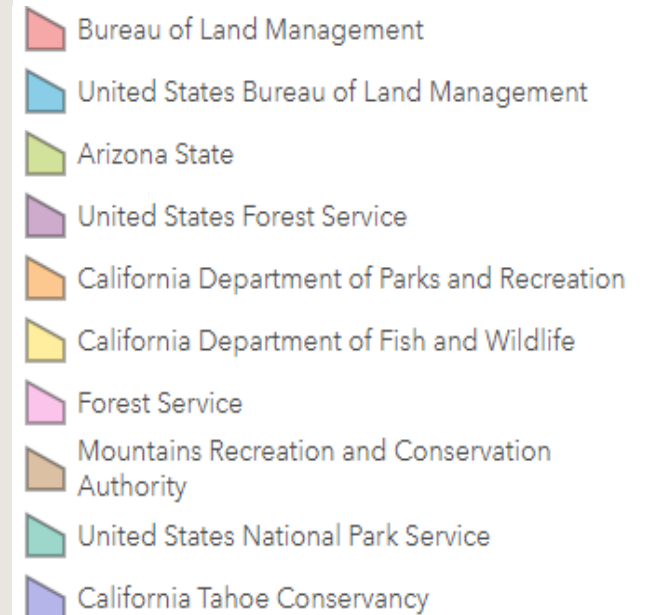 Bureau of Land Management
United States Bureau of Land Management
Arizona State
United States Forest Service
California Department of Parks and Recreation
California Department of Fish and Wildlife
Forest Service
Mountains Recreation and Conservation
Authority
United States National Park Service
California Tahoe Conservancy